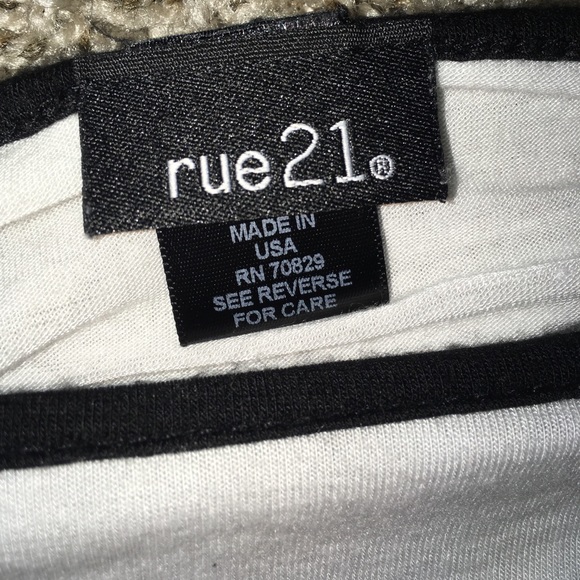 rue21®
MADE IN
USA
RN 70829
SEE REVERSE
FOR CARE